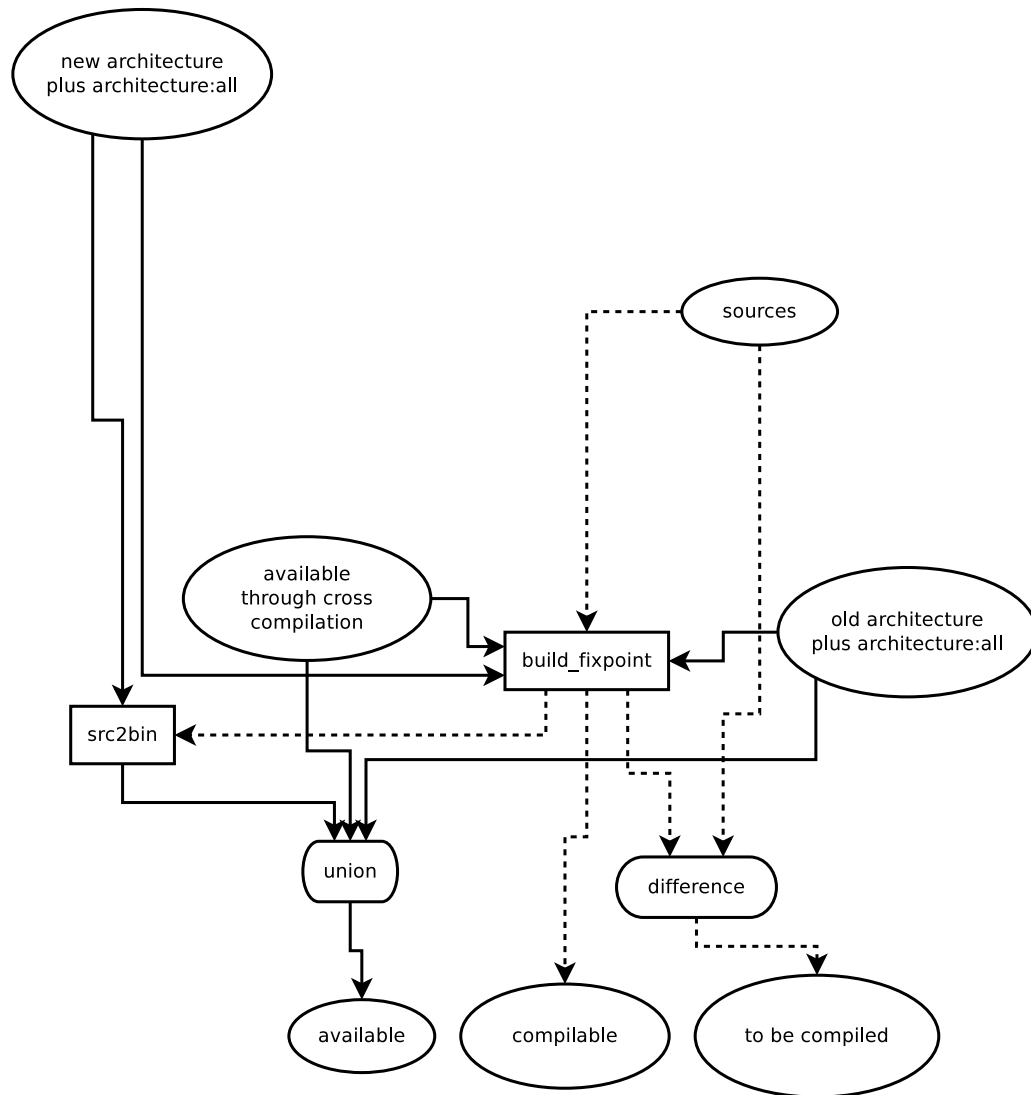 new architecture
plus architecture:all
sources
available
through cross
compilation
old architecture
plus architecture:all
build_fixpoint
src2bin
union
difference
available
compilable
to be compiled